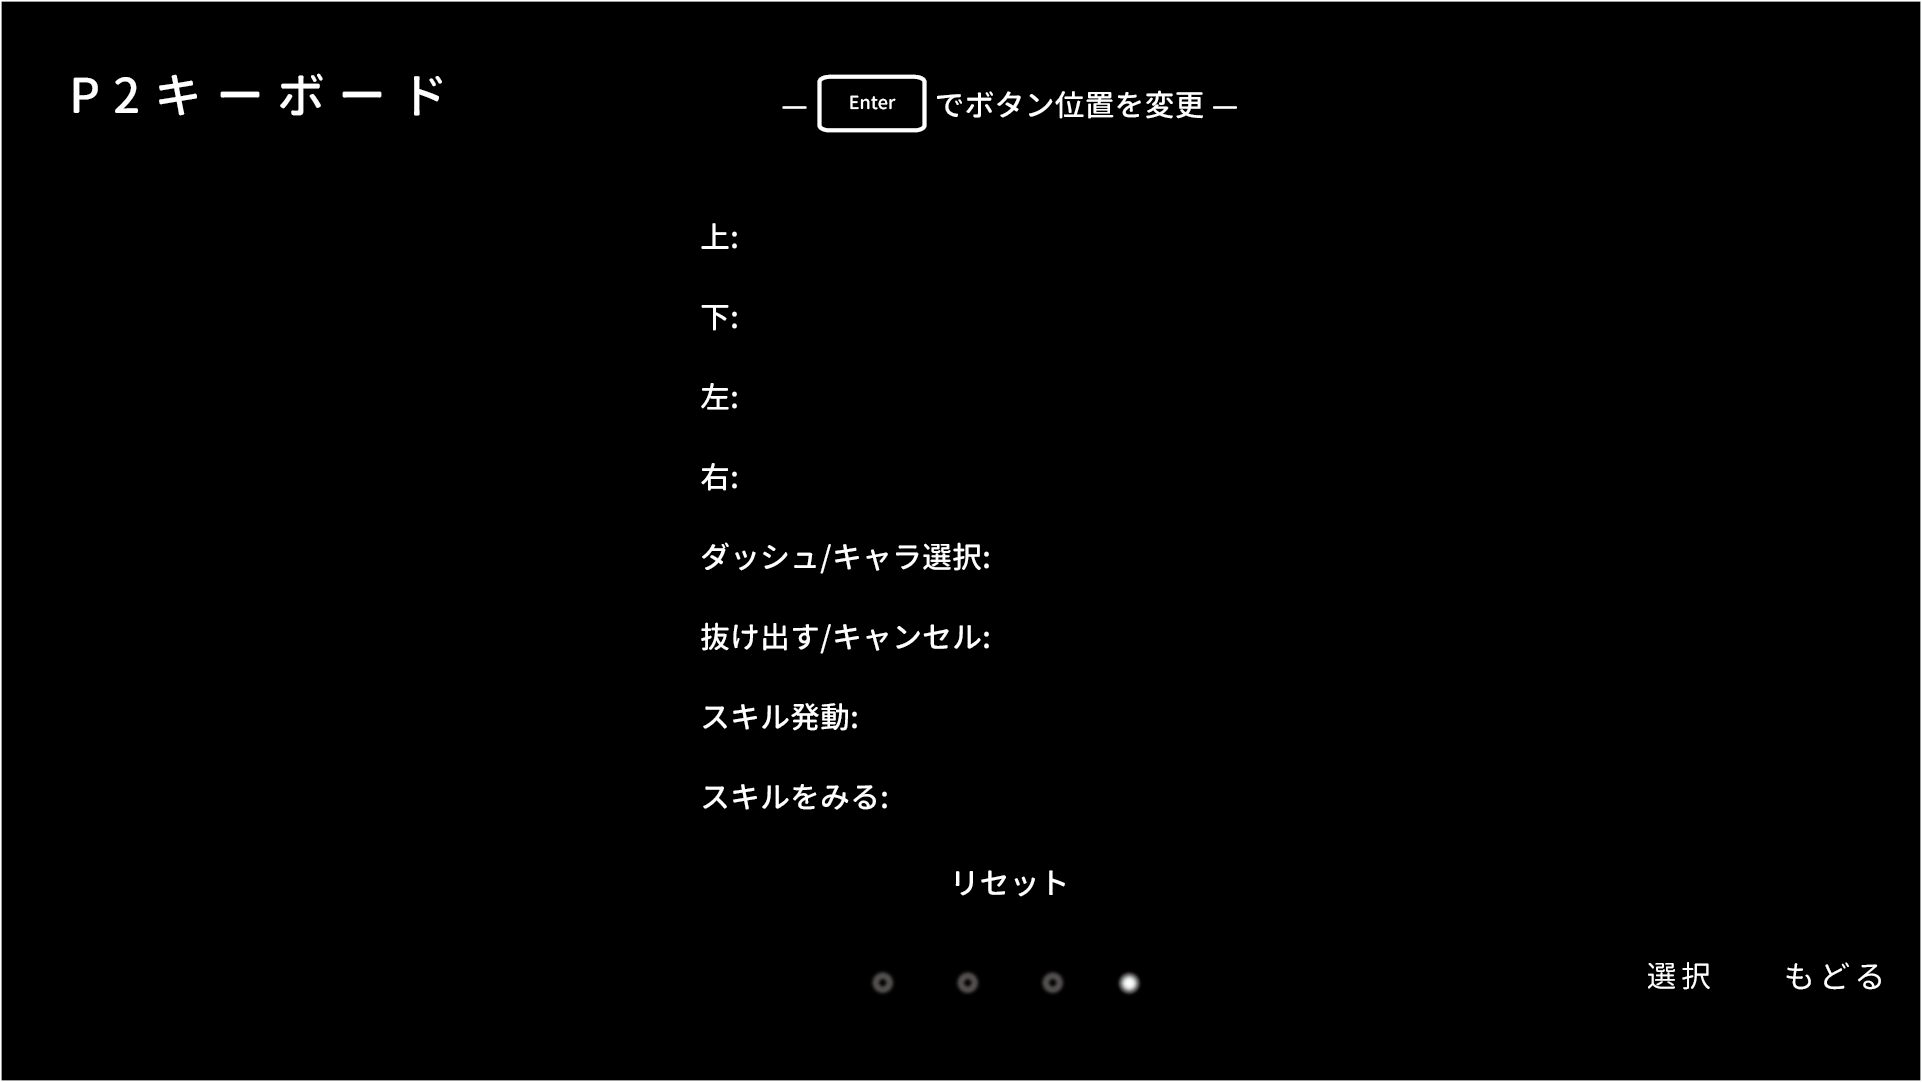 P2キーボード
― Enter でボタン位置を変更 ―
上:
下:
左:
右:
ダッシュ/キャラ選択:
抜け出す/キャンセル:
スキル発動:
スキルをみる:
リセット
選択 もどる